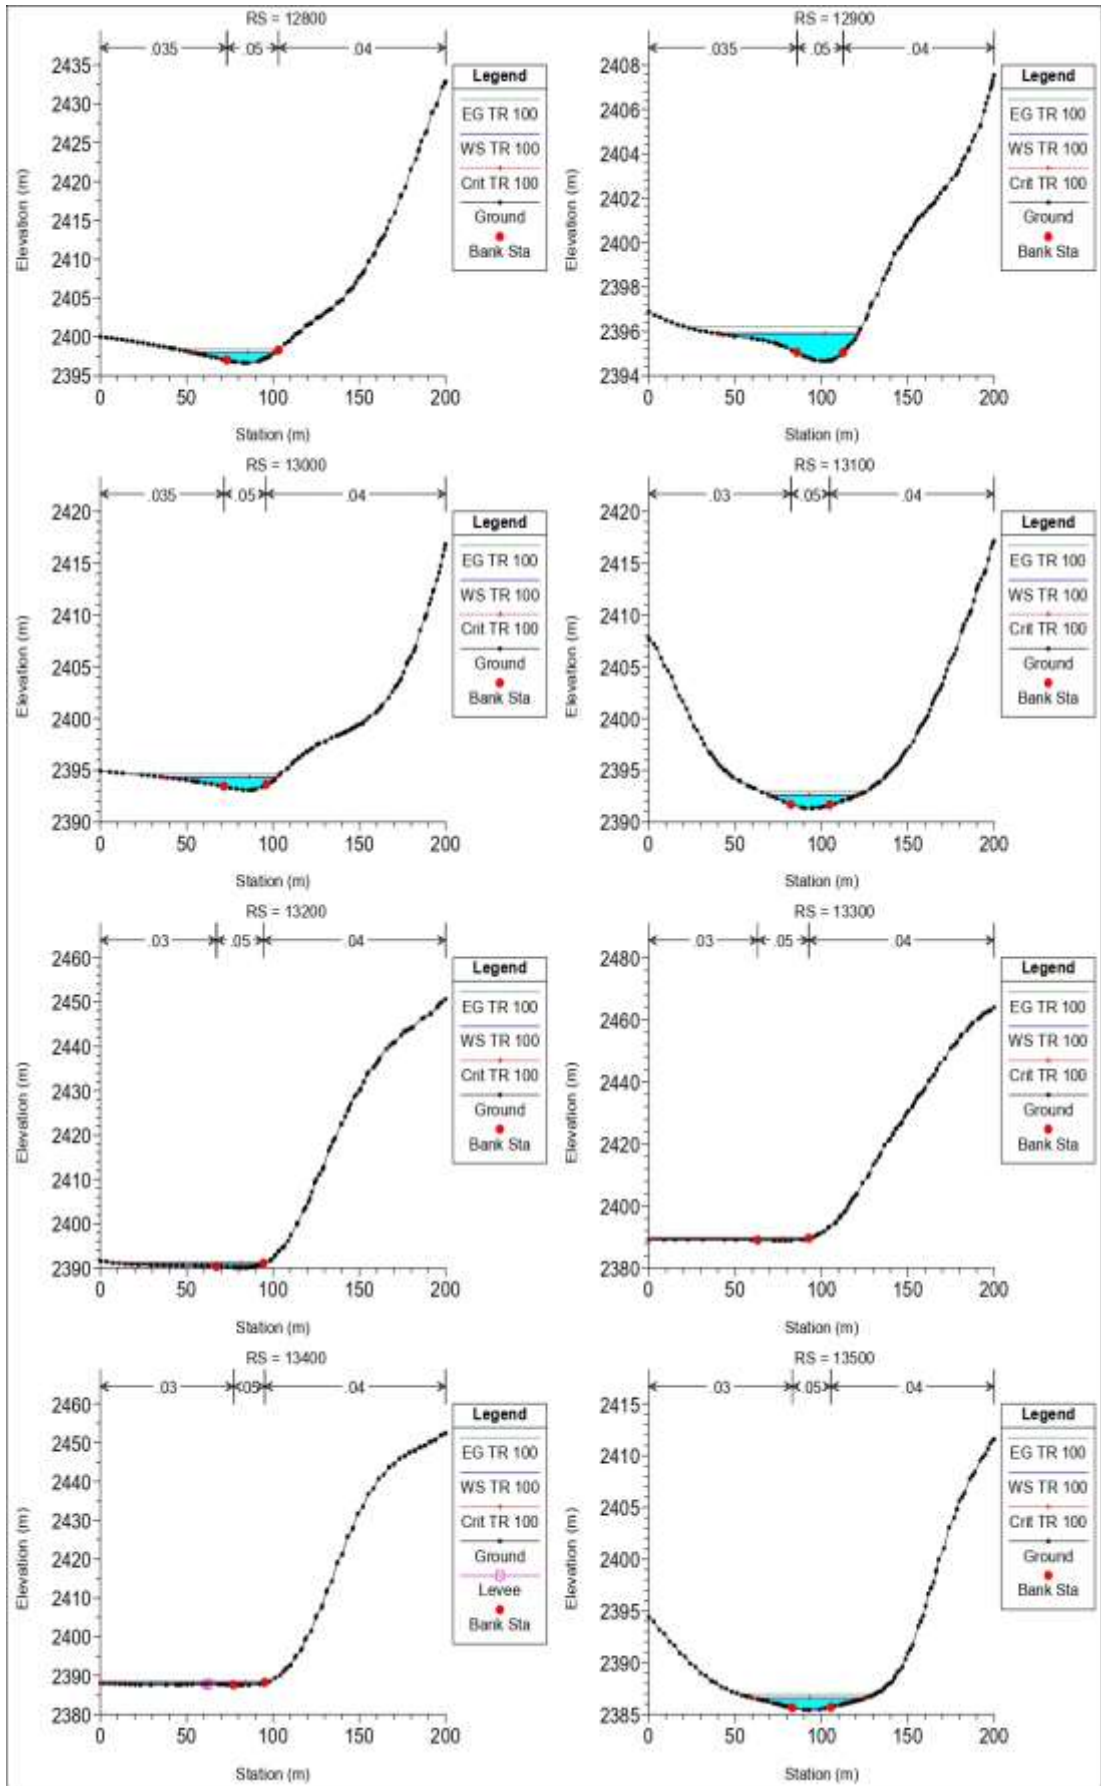 RS = 12800
.035 .05 .04
Elevation (m)
2435
2430
2425
2420
2415
2410
2405
2400
2395
0 50 100 150 200
Station (m)
Legend
EG TR 100
WS TR 100
Crit TR 100
Ground
Bank Sta
RS = 12900
.035 .05 .04
Elevation (m)
2408
2406
2404
2402
2400
2398
2396
2394
0 50 100 150 200
Station (m)
Legend
EG TR 100
WS TR 100
Crit TR 100
Ground
Bank Sta
RS = 13000
.035 .05 .04
Elevation (m)
2420
2415
2410
2405
2400
2395
2390
0 50 100 150 200
Station (m)
Legend
EG TR 100
WS TR 100
Crit TR 100
Ground
Bank Sta
RS = 13100
.03 .05 .04
Elevation (m)
2420
2415
2410
2405
2400
2395
2390
0 50 100 150 200
Station (m)
Legend
EG TR 100
WS TR 100
Crit TR 100
Ground
Bank Sta
RS = 13200
.03 .05 .04
Elevation (m)
2460
2450
2440
2430
2420
2410
2400
2390
0 50 100 150 200
Station (m)
Legend
EG TR 100
WS TR 100
Crit TR 100
Ground
Bank Sta
RS = 13300
.03 .05 .04
Elevation (m)
2480
2460
2440
2420
2400
2380
0 50 100 150 200
Station (m)
Legend
EG TR 100
WS TR 100
Crit TR 100
Ground
Bank Sta
RS = 13400
.03 .05 .04
Elevation (m)
2460
2450
2440
2430
2420
2410
2400
2390
2380
0 50 100 150 200
Station (m)
Legend
EG TR 100
WS TR 100
Crit TR 100
Ground
Levee
Bank Sta
RS = 13500
.03 .05 .04
Elevation (m)
2415
2410
2405
2400
2395
2390
2385
0 50 100 150 200
Station (m)
Legend
EG TR 100
WS TR 100
Crit TR 100
Ground
Bank Sta